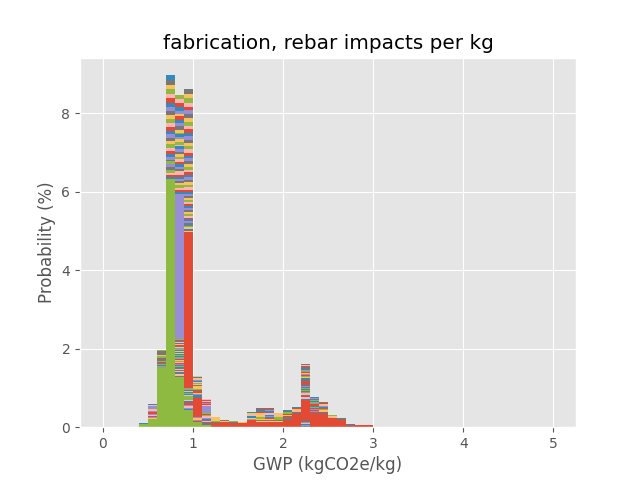 fabrication, rebar impacts per kg
8
6
4
2
0
Probability (%)
0 1 2 3 4 5
GWP (kgCO2e/kg)